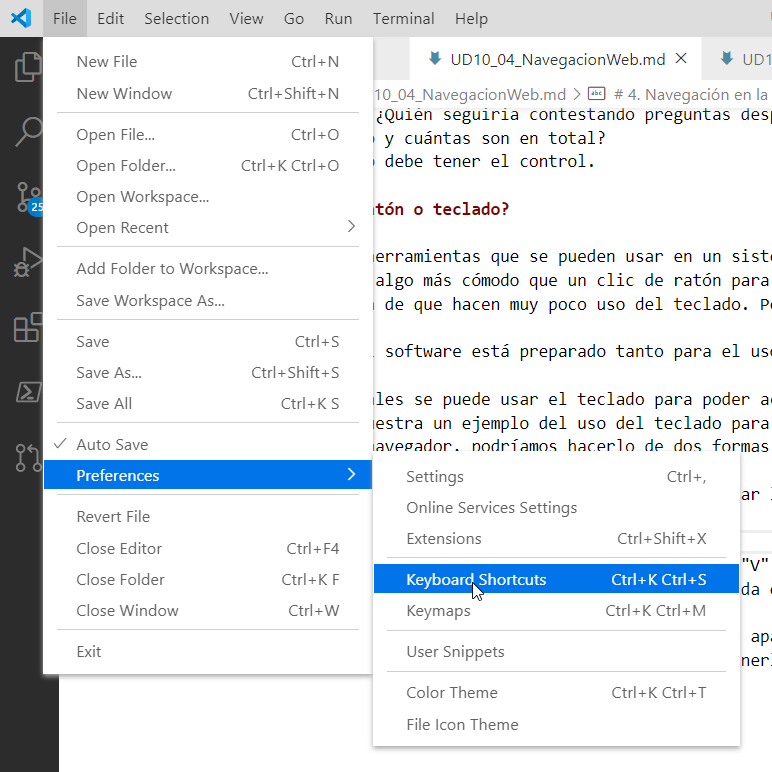 File Edit Selection View Go Run Terminal Help
UD10_04_NavegacionWeb.md
UD1
10_04_NavegacionWeb.md > abc # 4. Navegación en la
¿Quién seguiría contestando preguntas desp
y cuántas son en total?
debe tener el control.
tón o teclado?
herramientas que se pueden usar en un siste
algo más cómodo que un clic de ratón para
de que hacen muy poco uso del teclado. Pe
software está preparado tanto para el uso
les se puede usar el teclado para poder ac
estra un ejemplo del uso del teclado para
navegador, podríamos hacerlo de dos formas
ar l
"V"
da
apa
neri
25
New File Ctrl+N
New Window Ctrl+Shift+N
Open File... Ctrl+O
Open Folder... Ctrl+K Ctrl+O
Open Workspace...
Open Recent
Add Folder to Workspace...
Save Workspace As...
Save Ctrl+S
Save As... Ctrl+Shift+S
Save All Ctrl+K S
Auto Save
Preferences
Revert File
Close Editor Ctrl+F4
Close Folder Ctrl+K F
Close Window Ctrl+W
Exit
Settings Ctrl+,
Online Services Settings
Extensions Ctrl+Shift+X
Keyboard Shortcuts Ctrl+K Ctrl+S
Keymaps Ctrl+K Ctrl+M
User Snippets
Color Theme Ctrl+K Ctrl+T
File Icon Theme